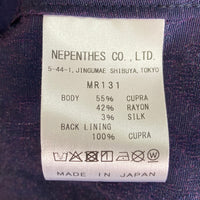 NEPENTHES CO., LTD.
5-44-1, JINGUMAE SHIBUYA, TOKYO
MR131
BODY 55% CUPRA
42% RAYON
3% SILK
BACK LINING
100% CUPRA
MADE IN JAPAN